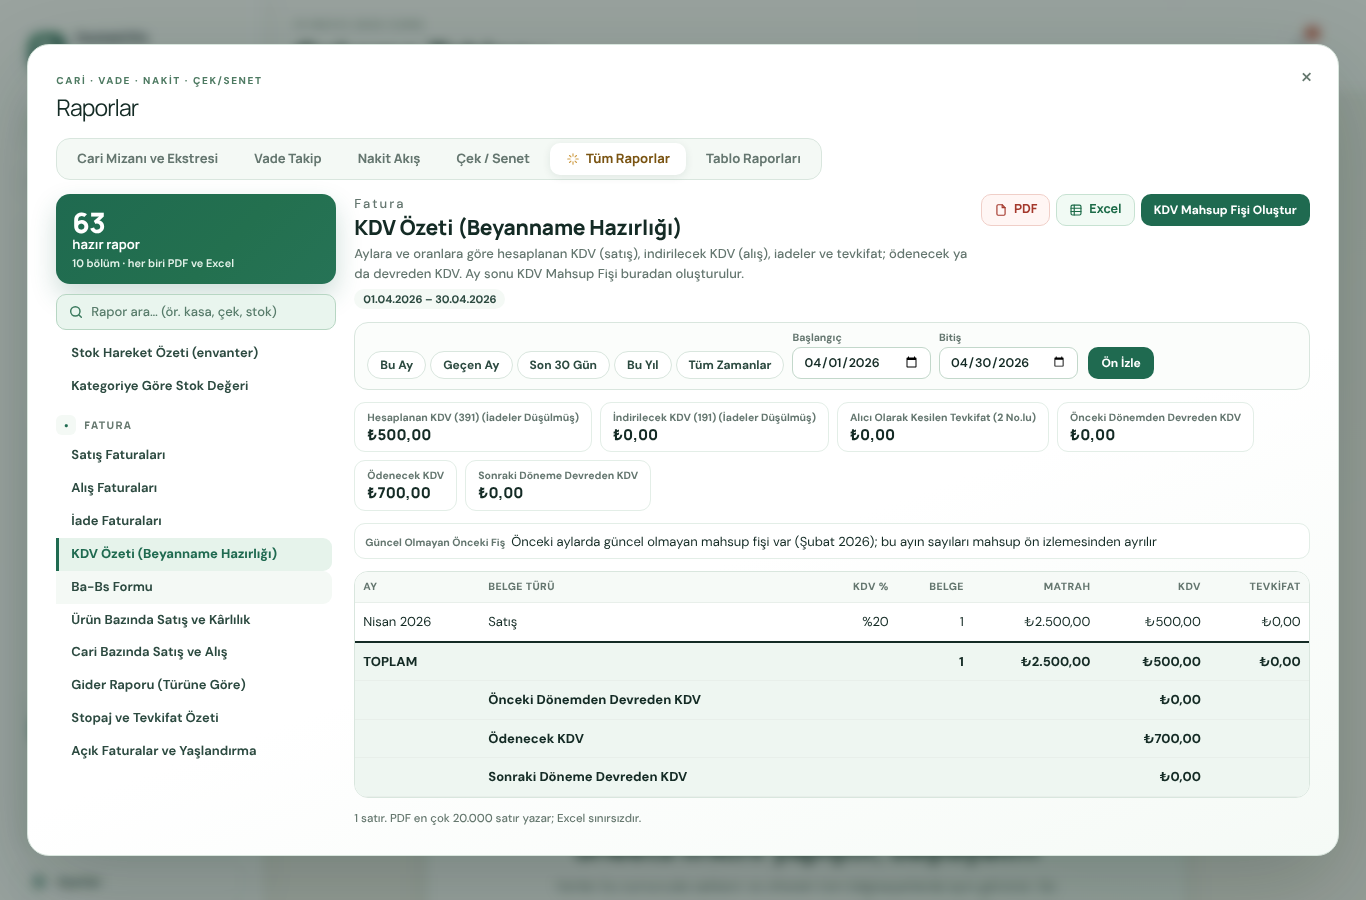 CARİ · VADE · NAKİT · ÇEK/SENET
Raporlar
×
Cari Mizanı ve Ekstresi Vade Takip Nakit Akış Çek / Senet Tüm Raporlar Tablo Raporları
63
hazır rapor
10 bölüm · her biri PDF ve Excel
Rapor ara... (ör. kasa, çek, stok)
Stok Hareket Özeti (envanter)
Kategoriye Göre Stok Değeri
• FATURA
Satış Faturaları
Alış Faturaları
İade Faturaları
KDV Özeti (Beyanname Hazırlığı)
Ba-Bs Formu
Ürün Bazında Satış ve Kârlılık
Cari Bazında Satış ve Alış
Gider Raporu (Türüne Göre)
Stopaj ve Tevkifat Özeti
Açık Faturalar ve Yaşlandırma
Fatura
KDV Özeti (Beyanname Hazırlığı)
PDF Excel KDV Mahsup Fişi Oluştur
Aylara ve oranlara göre hesaplanan KDV (satış), indirilecek KDV (alış), iadeler ve tevkifat; ödenecek ya
da devreden KDV. Ay sonu KDV Mahsup Fişi buradan oluşturulur.
01.04.2026 – 30.04.2026
Başlangıç Bitiş
Bu Ay Geçen Ay Son 30 Gün Bu Yıl Tüm Zamanlar 04/01/2026 04/30/2026 Ön İzle
Hesaplanan KDV (391) (İadeler Düşülmüş) İndirilecek KDV (191) (İadeler Düşülmüş) Alıcı Olarak Kesilen Tevkifat (2 No.lu) Önceki Dönemden Devreden KDV
₺500,00 ₺0,00 ₺0,00 ₺0,00
Ödenecek KDV Sonraki Döneme Devreden KDV
₺700,00 ₺0,00
Güncel Olmayan Önceki Fiş Önceki aylarda güncel olmayan mahsup fişi var (Şubat 2026); bu ayın sayıları mahsup ön izlemesinden ayrılır
AY BELGE TÜRÜ KDV % BELGE MATRAH KDV TEVKİFAT
Nisan 2026 Satış %20 1 ₺2.500,00 ₺500,00 ₺0,00
TOPLAM 1 ₺2.500,00 ₺500,00 ₺0,00
Önceki Dönemden Devreden KDV ₺0,00
Ödenecek KDV ₺700,00
Sonraki Döneme Devreden KDV ₺0,00
1 satır. PDF en çok 20.000 satır yazar; Excel sınırsızdır.